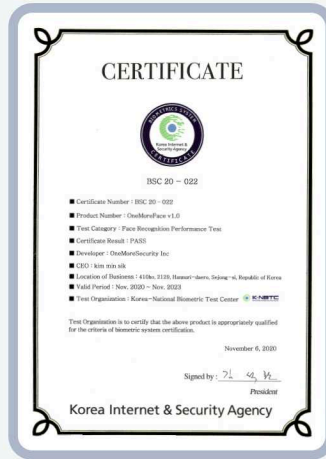 CERTIFICATE
BIOMETRICS SYSTEM
Korea Internet &
Security Agency
CERTIFICATE
BSC 20 - 022
■ Certificate Number : BSC 20 - 022
■ Product Number : OneMoreFace v1.0
■ Test Category : Face Recognition Performance Test
■ Certificate Result : PASS
■ Developer : OneMoreSecurity Inc
■ CEO : kim min sik
■ Location of Business : 410ho, 2129, Hannuri-daero, Sejong-si, Republic of Korea
■ Valid Period : Nov. 2020 ~ Nov. 2023
■ Test Organization : Korea-National Biometric Test Center K-NBTC
Test Organization is to certify that the above product is appropriately qualified
for the criteria of biometric system certification.
November 6, 2020
Signed by :
President
Korea Internet & Security Agency